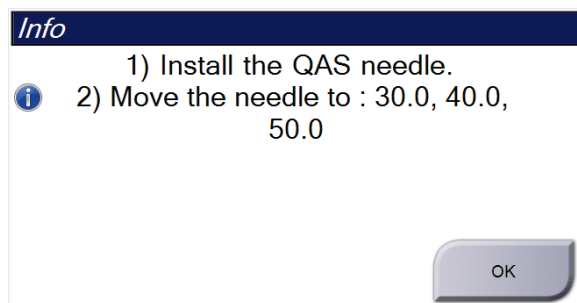 Info
1) Install the QAS needle.
2) Move the needle to : 30.0, 40.0,
50.0
OK